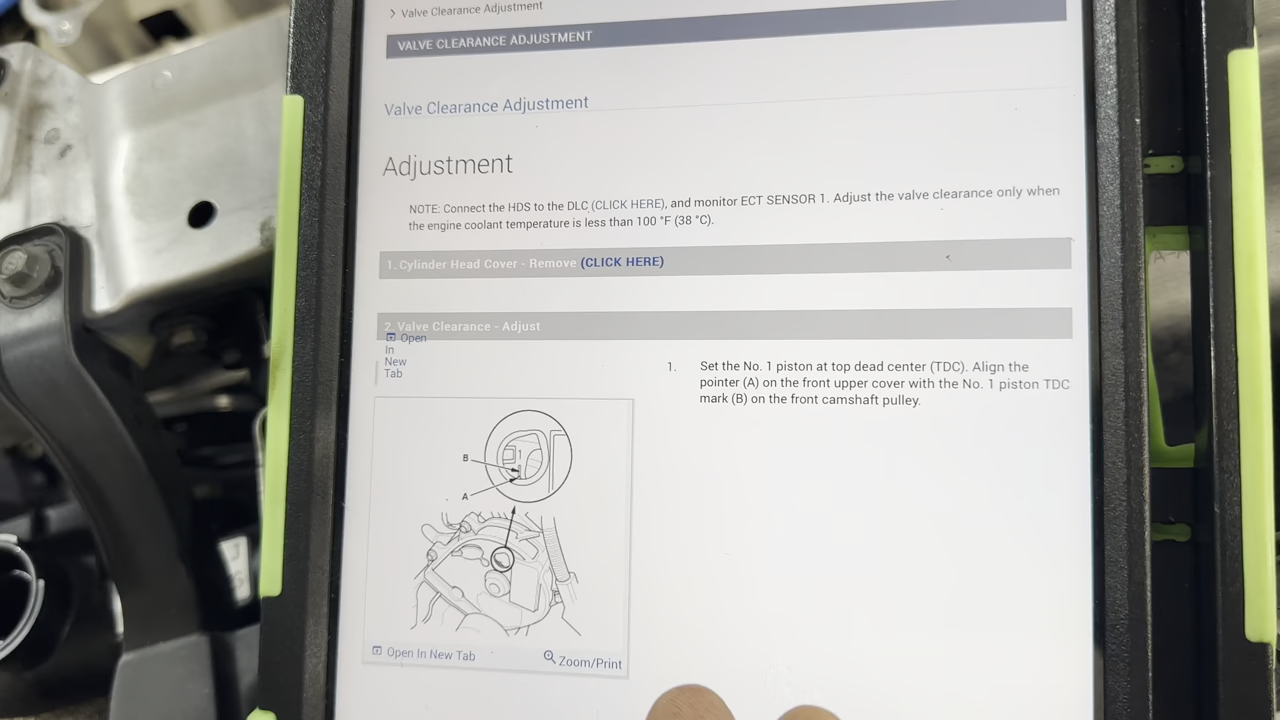 > Valve Clearance Adjustment
VALVE CLEARANCE ADJUSTMENT
Valve Clearance Adjustment
Adjustment
NOTE: Connect the HDS to the DLC (CLICK HERE), and monitor ECT SENSOR 1. Adjust the valve clearance only when
the engine coolant temperature is less than 100 °F (38 °C).
1. Cylinder Head Cover - Remove (CLICK HERE)
2. Valve Clearance - Adjust
Open
In
New
Tab
1. Set the No. 1 piston at top dead center (TDC). Align the
pointer (A) on the front upper cover with the No. 1 piston TDC
mark (B) on the front camshaft pulley.
B
A
Open In New Tab
Zoom/Print